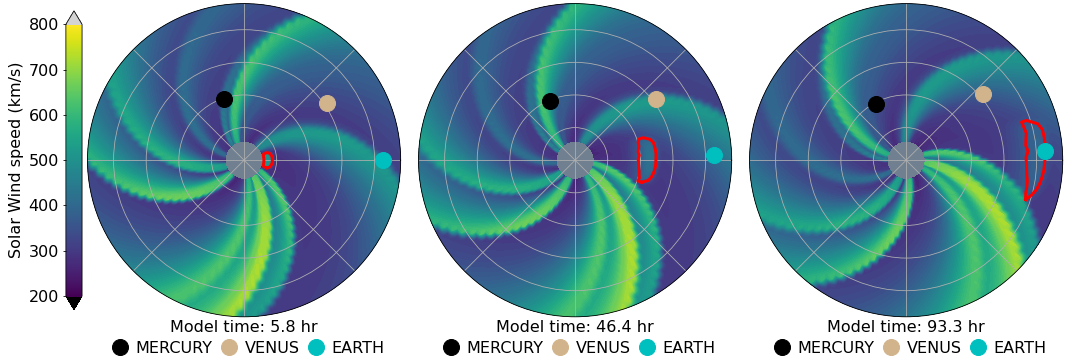 800
700
600
500
400
300
200
Solar Wind speed (km/s)
Model time: 5.8 hr
MERCURY VENUS EARTH
Model time: 46.4 hr
MERCURY VENUS EARTH
Model time: 93.3 hr
MERCURY VENUS EARTH